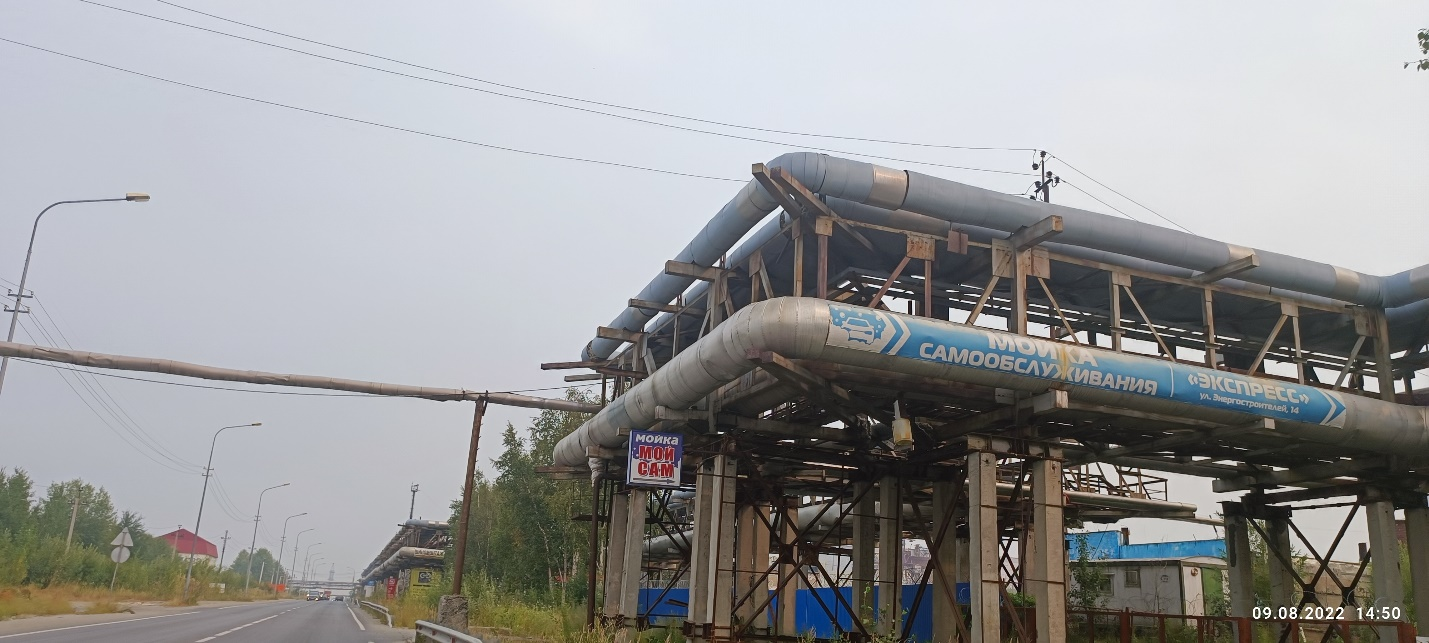 МОЙКА
САМООБСЛУЖИВАНИЯ
«ЭКСПРЕСС»
ул. Энергостроителей, 14
МОЙКА
МОЙ
САМ
09.08.2022 14:50